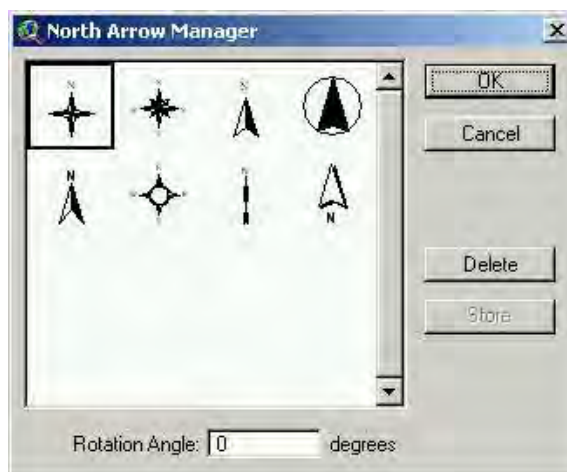 North Arrow Manager
OK
Cancel
N N
N
N
Delete
Store
Rotation Angle: 0 degrees